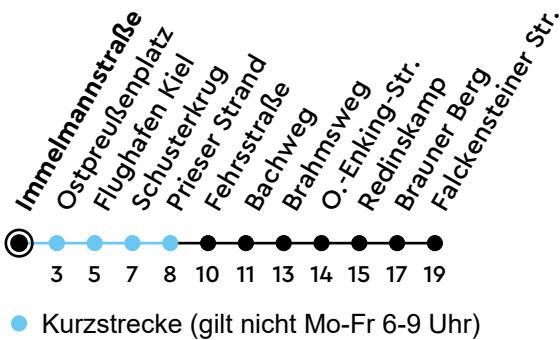 Immelmannstraße
Ostpreußenplatz
Flughafen Kiel
Schusterkrug
Prieser Strand
Fehrsstraße
Bachweg
Brahmsweg
O.-Enking-Str.
Redinskamp
Brauner Berg
Falckensteiner Str.
3 5 7 8 10 11 13 14 15 17 19
Kurzstrecke (gilt nicht Mo-Fr 6-9 Uhr)